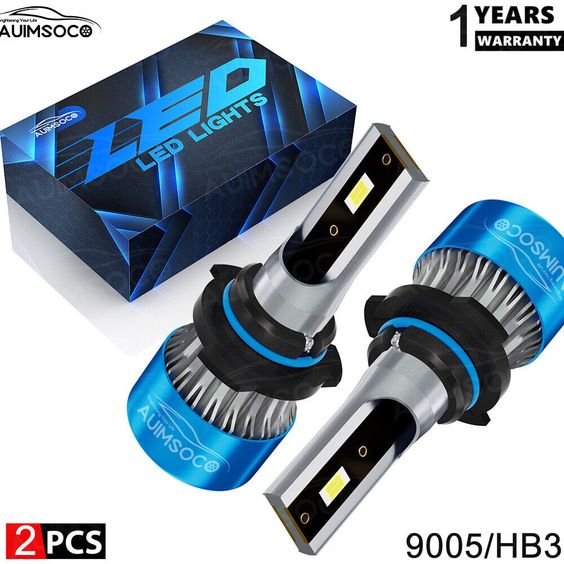 AUIMSOCO
1 YEARS
WARRANTY
AUIMSOCO
LED
LED LIGHTS
AUIMSOCO
AUIMSOCO
2 PCS
9005/HB3